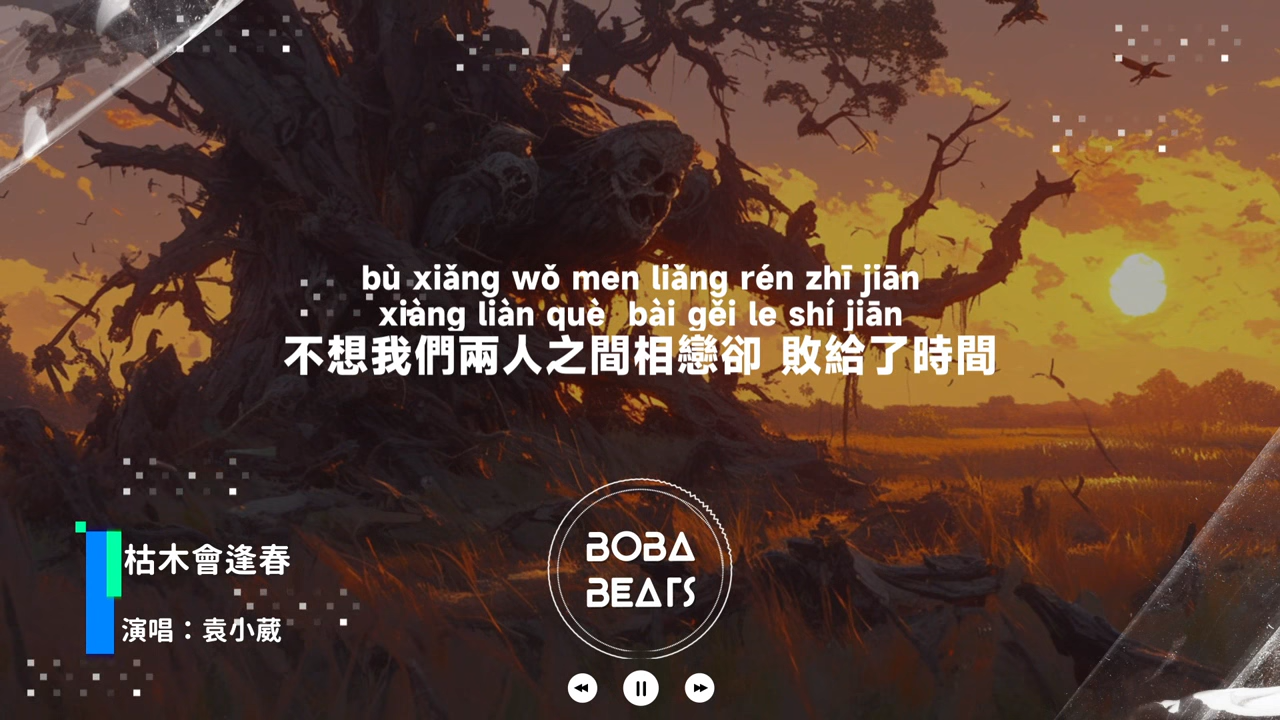 bù xiǎng wǒ men liǎng rén zhī jiān
xiàng liàn què  bài gěi le shí jiān
不想我們兩人之間相戀卻 敗給了時間
BOBA
BEATS
枯木會逢春
演唱：袁小葳